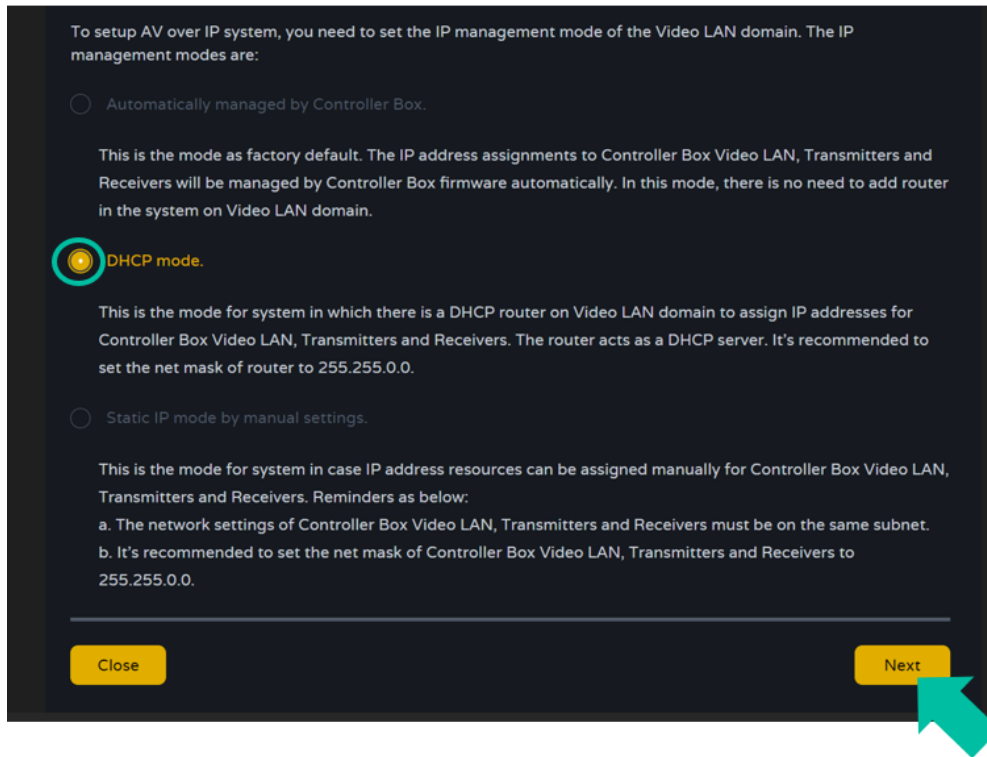 To setup AV over IP system, you need to set the IP management mode of the Video LAN domain. The IP
management modes are:
Automatically managed by Controller Box.
This is the mode as factory default. The IP address assignments to Controller Box Video LAN, Transmitters and
Receivers will be managed by Controller Box firmware automatically. In this mode, there is no need to add router
in the system on Video LAN domain.
DHCP mode.
This is the mode for system in which there is a DHCP router on Video LAN domain to assign IP addresses for
Controller Box Video LAN, Transmitters and Receivers. The router acts as a DHCP server. It's recommended to
set the net mask of router to 255.255.0.0.
Static IP mode by manual settings.
This is the mode for system in case IP address resources can be assigned manually for Controller Box Video LAN,
Transmitters and Receivers. Reminders as below:
a. The network settings of Controller Box Video LAN, Transmitters and Receivers must be on the same subnet.
b. It's recommended to set the net mask of Controller Box Video LAN, Transmitters and Receivers to
255.255.0.0.
Close
Next